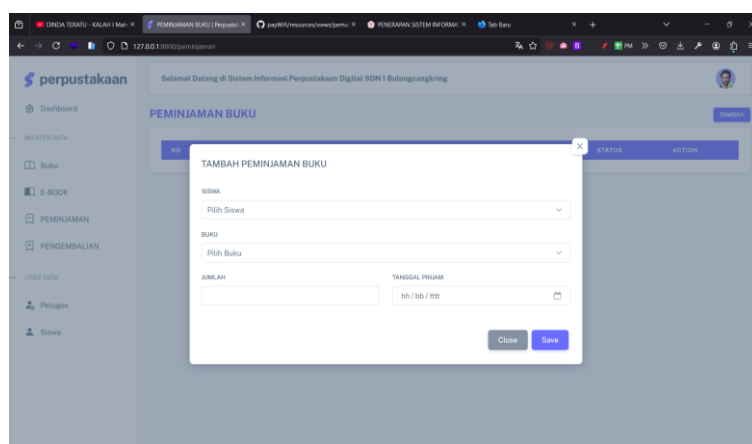 DINDA TERATU - KALAH | Mah
PEMINJAMAN BUKU | Perpusta
payWifi/resources/views/pemi
PENERAPAN SISTEM INFORMA
Tab Baru
127.0.0.1:8000/peminjaman
perpustakaan
Selamat Datang di Sistem Informasi Perpustakaan Digital SDN 1 Bulungcangkring
Dashboard
PEMINJAMAN BUKU
TAMBAH
MASTER DATA
NO
STATUS
ACTION
Buku
E-BOOK
PEMINJAMAN
PENGEMBALIAN
USER DATA
Petugas
Siswa
TAMBAH PEMINJAMAN BUKU
SISWA
Pilih Siswa
BUKU
Pilih Buku
JUMLAH
TANGGAL PINJAM
hh / bb / tttt
Close
Save